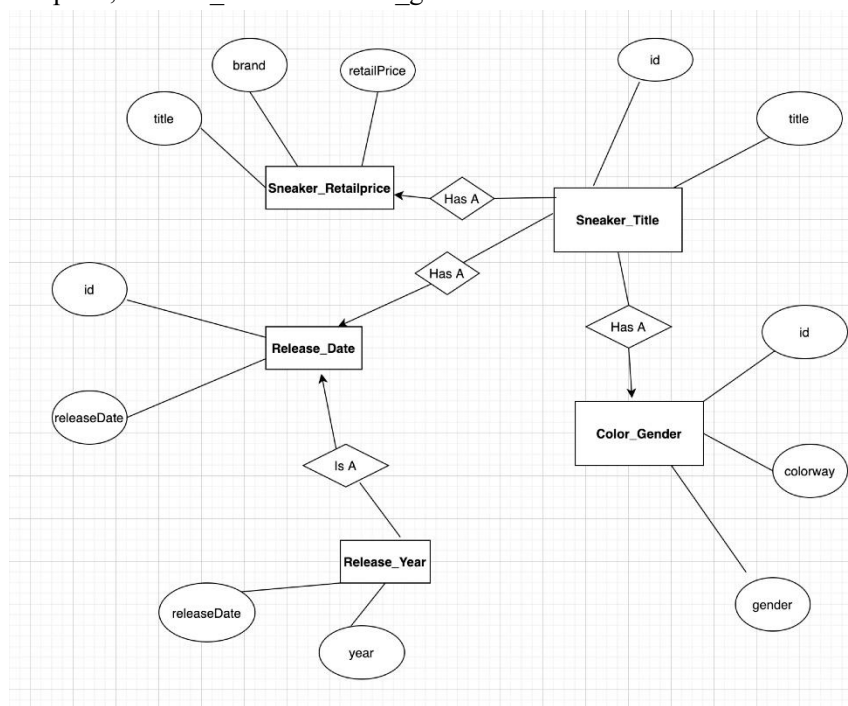 brand
retailPrice
id
title
title
Sneaker_Retailprice
Has A
Sneaker_Title
Has A
id
Has A
id
Release_Date
releaseDate
Color_Gender
Is A
colorway
Release_Year
releaseDate
gender
year